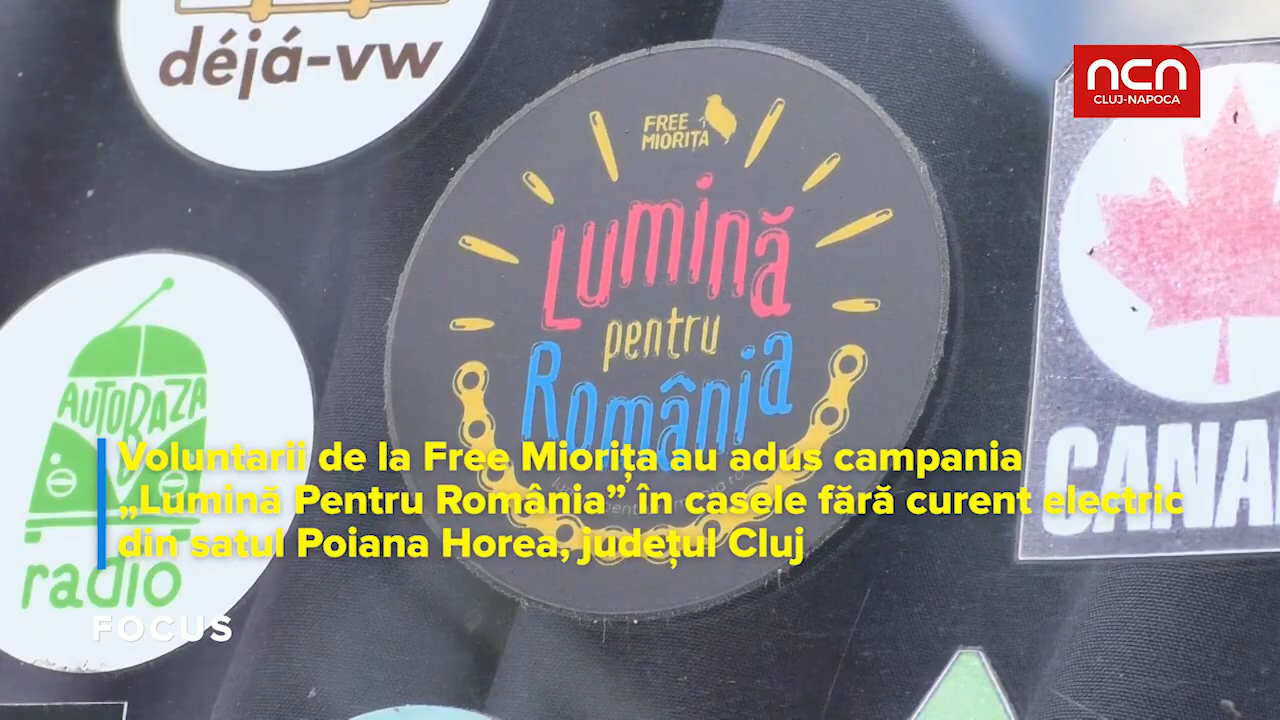 déjá-vw
ncn
CLUJ-NAPOCA
FREE
MIORIȚA
Lumină
pentru
România
AUTOBAZA
radio
CANA
Voluntarii de la Free Miorița au adus campania
„Lumină Pentru România” în casele fără curent electric
din satul Poiana Horea, județul Cluj
FOCUS